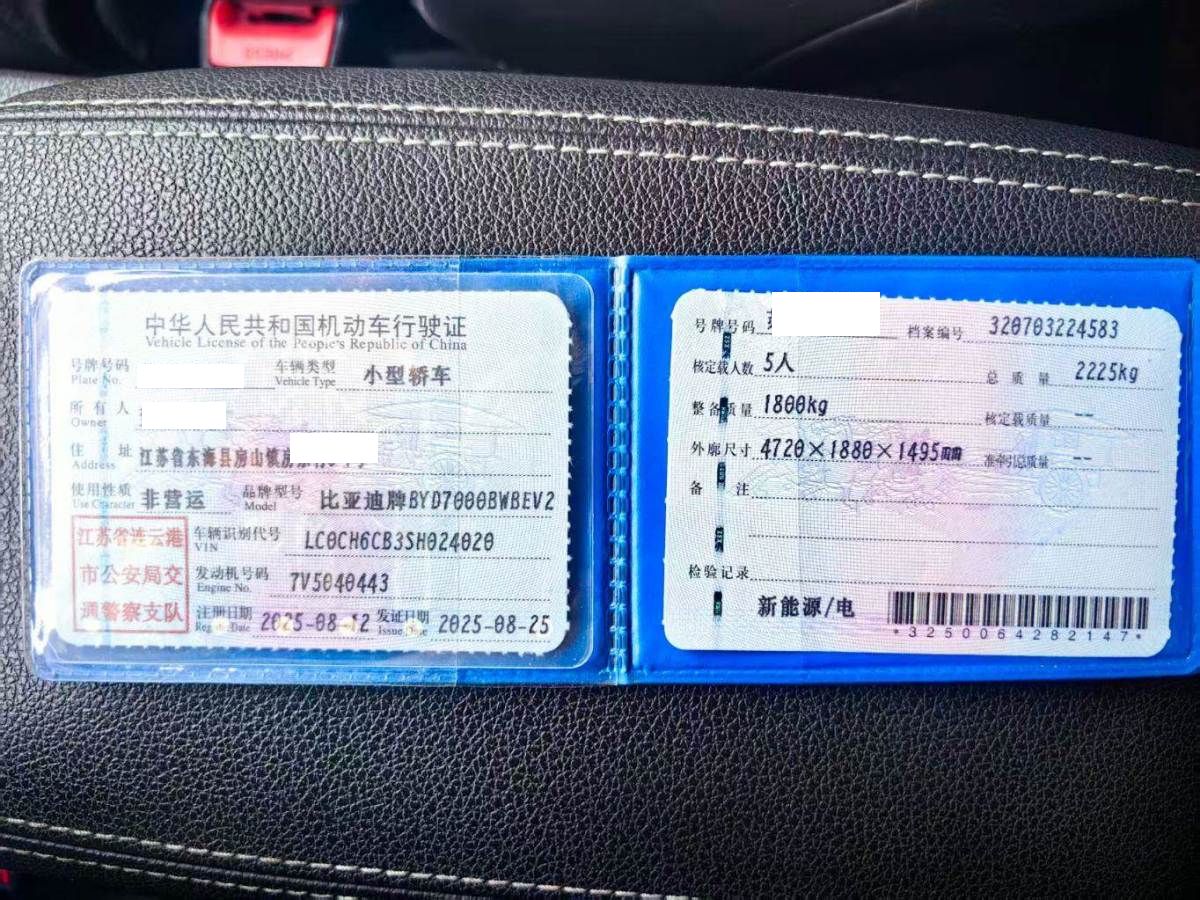 中华人民共和国机动车行驶证
Vehicle License of the People's Republic of China
号牌号码
Plate No.
车辆类型 小型轿车
Vehicle Type
所有人
Owner
住址 江苏省东海县房山镇
Address
使用性质 非营运
Use Character
品牌型号 比亚迪牌BYD7000BWBEV2
Model
江苏省连云港
市公安局交
通警察支队
车辆识别代号 LC0CH6CB3SH024020
VIN
发动机号码 7V5040443
Engine No.
注册日期 2025-08-12
Register Date
发证日期 2025-08-25
Issue Date
号牌号码
档案编号 320703224583
核定载人数 5人
总质量 2225kg
整备质量 1800kg
核定载质量 --
外廓尺寸 4720×1880×1495mm
准牵引总质量 --
备注
检验记录
新能源/电
*3250064282147*